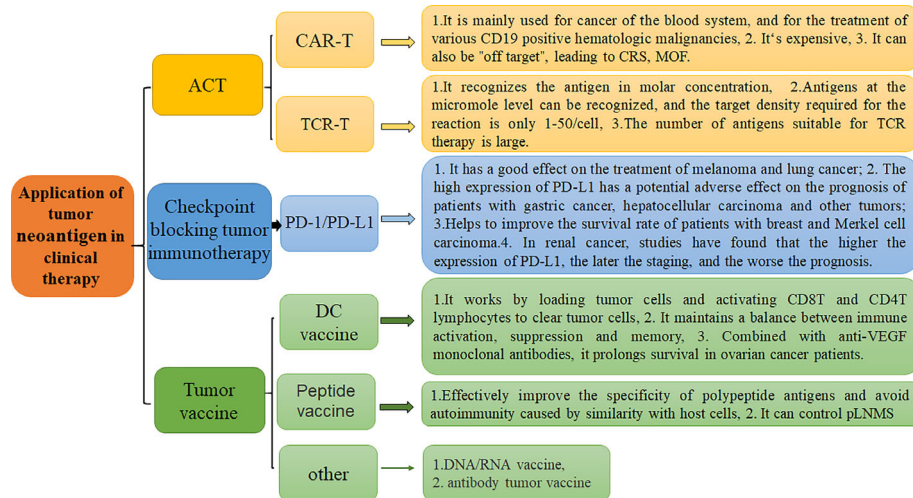 Application of
tumor
neoantigen in
clinical
therapy
ACT
CAR-T
1.It is mainly used for cancer of the blood system, and for the treatment of
various CD19 positive hematologic malignancies, 2. It's expensive, 3. It can
also be "off target", leading to CRS, MOF.
TCR-T
1.It recognizes the antigen in molar concentration, 2.Antigens at the
micromole level can be recognized, and the target density required for the
reaction is only 1-50/cell, 3.The number of antigens suitable for TCR
therapy is large.
Checkpoint
blocking tumor
immunotherapy
PD-1/PD-L1
1. It has a good effect on the treatment of melanoma and lung cancer; 2. The
high expression of PD-L1 has a potential adverse effect on the prognosis of
patients with gastric cancer, hepatocellular carcinoma and other tumors;
3.Helps to improve the survival rate of patients with breast and Merkel cell
carcinoma.4. In renal cancer, studies have found that the higher the
expression of PD-L1, the later the staging, and the worse the prognosis.
Tumor
vaccine
DC
vaccine
1.It works by loading tumor cells and activating CD8T and CD4T
lymphocytes to clear tumor cells, 2. It maintains a balance between immune
activation, suppression and memory, 3. Combined with anti-VEGF
monoclonal antibodies, it prolongs survival in ovarian cancer patients.
Peptide
vaccine
1.Effectively improve the specificity of polypeptide antigens and avoid
autoimmunity caused by similarity with host cells, 2. It can control pLNMS
other
1.DNA/RNA vaccine,
2. antibody tumor vaccine